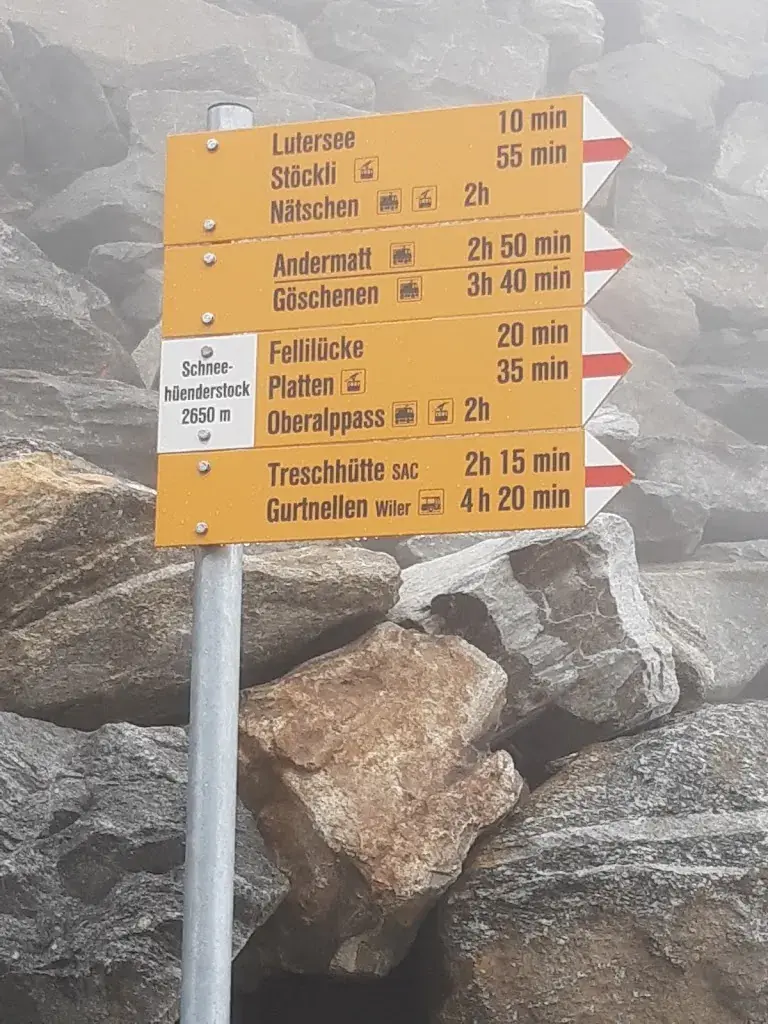 Lutersee 10 min
Stöckli 55 min
Nätschen 2h
Andermatt 2h 50 min
Göschenen 3h 40 min
Schnee-
hüenderstock
2650 m
Fellilücke 20 min
Platten 35 min
Oberalppass 2h
Treschhütte SAC 2h 15 min
Gurtnellen Wiler 4h 20 min